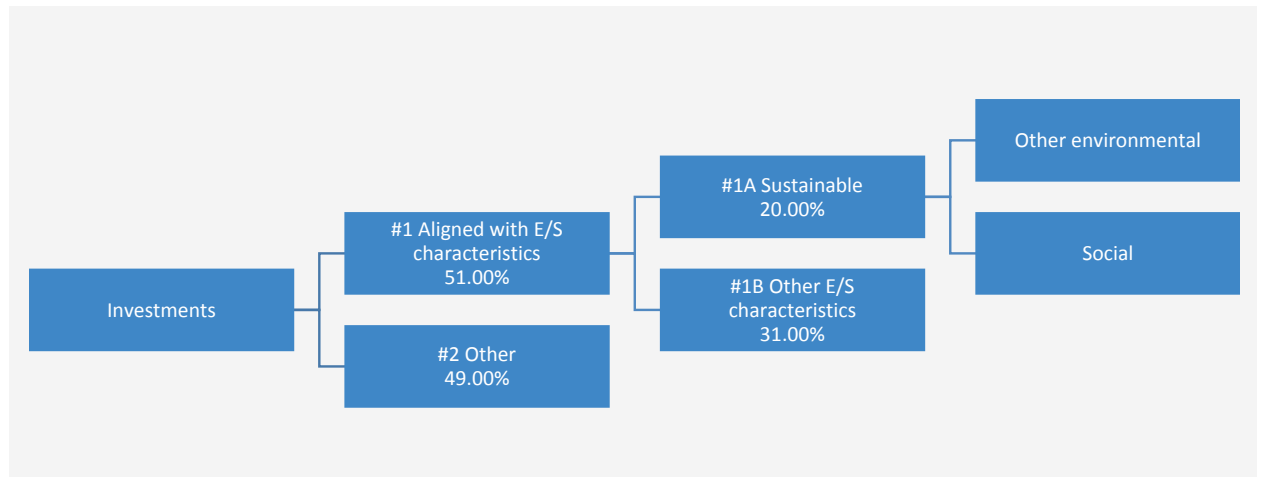 Investments
#1 Aligned with E/S
characteristics
51.00%
#2 Other
49.00%
#1A Sustainable
20.00%
#1B Other E/S
characteristics
31.00%
Other environmental
Social